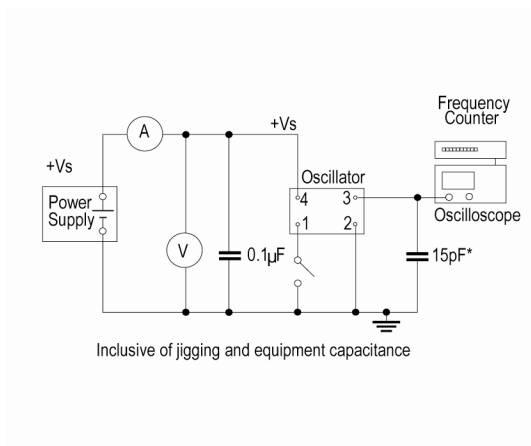 Frequency
Counter
+Vs
A
+Vs
Oscillator
Power
Supply
4
3
Oscilloscope
1
2
V
0.1µF
15pF*
Inclusive of jigging and equipment capacitance